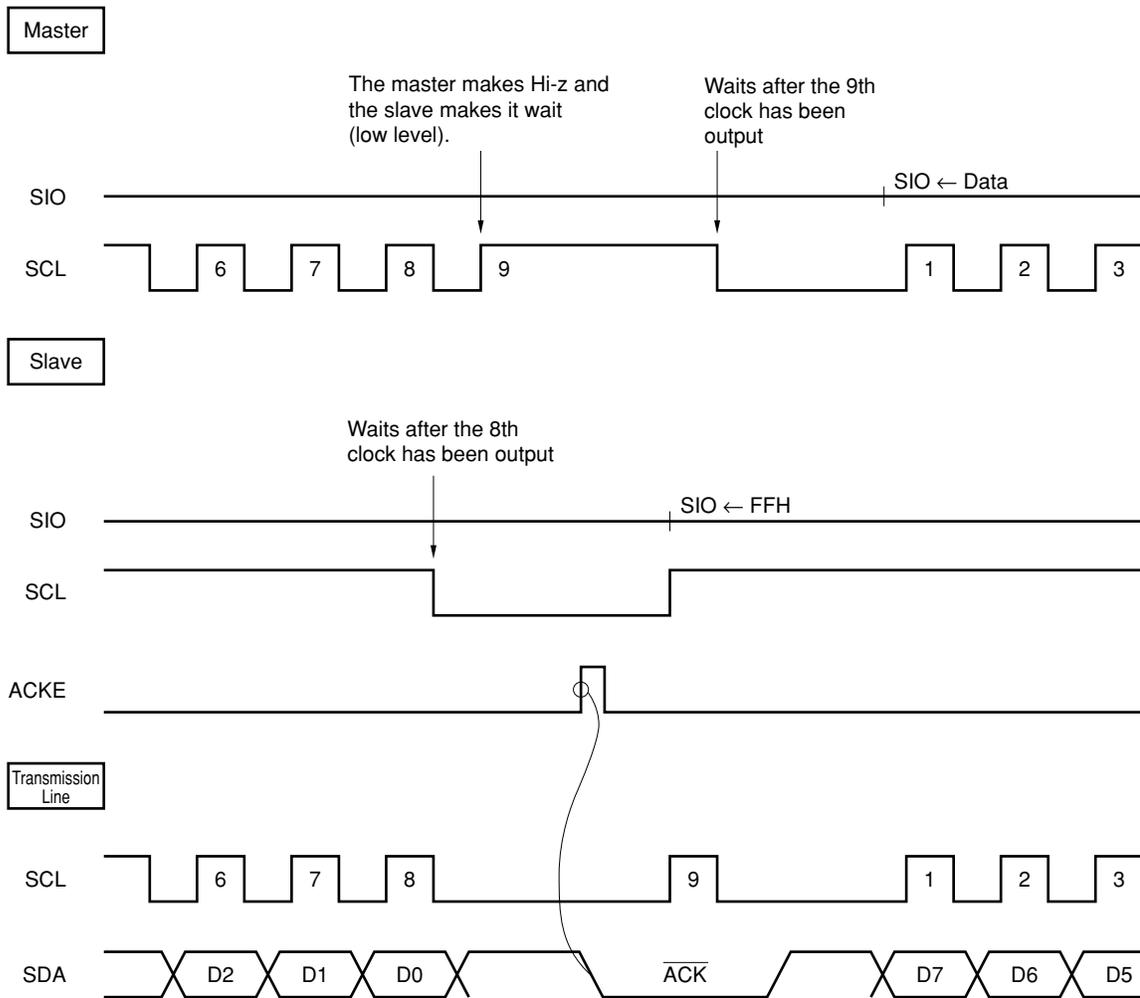 Master
The master makes Hi-z and
the slave makes it wait
(low level).
Waits after the 9th
clock has been
output
SIO
SIO ← Data
SCL
6
7
8
9
1
2
3
Slave
Waits after the 8th
clock has been output
SIO
SIO ← FFH
SCL
ACKE
Transmission
Line
SCL
6
7
8
9
1
2
3
SDA
D2
D1
D0
A̅C̅K̅
D7
D6
D5